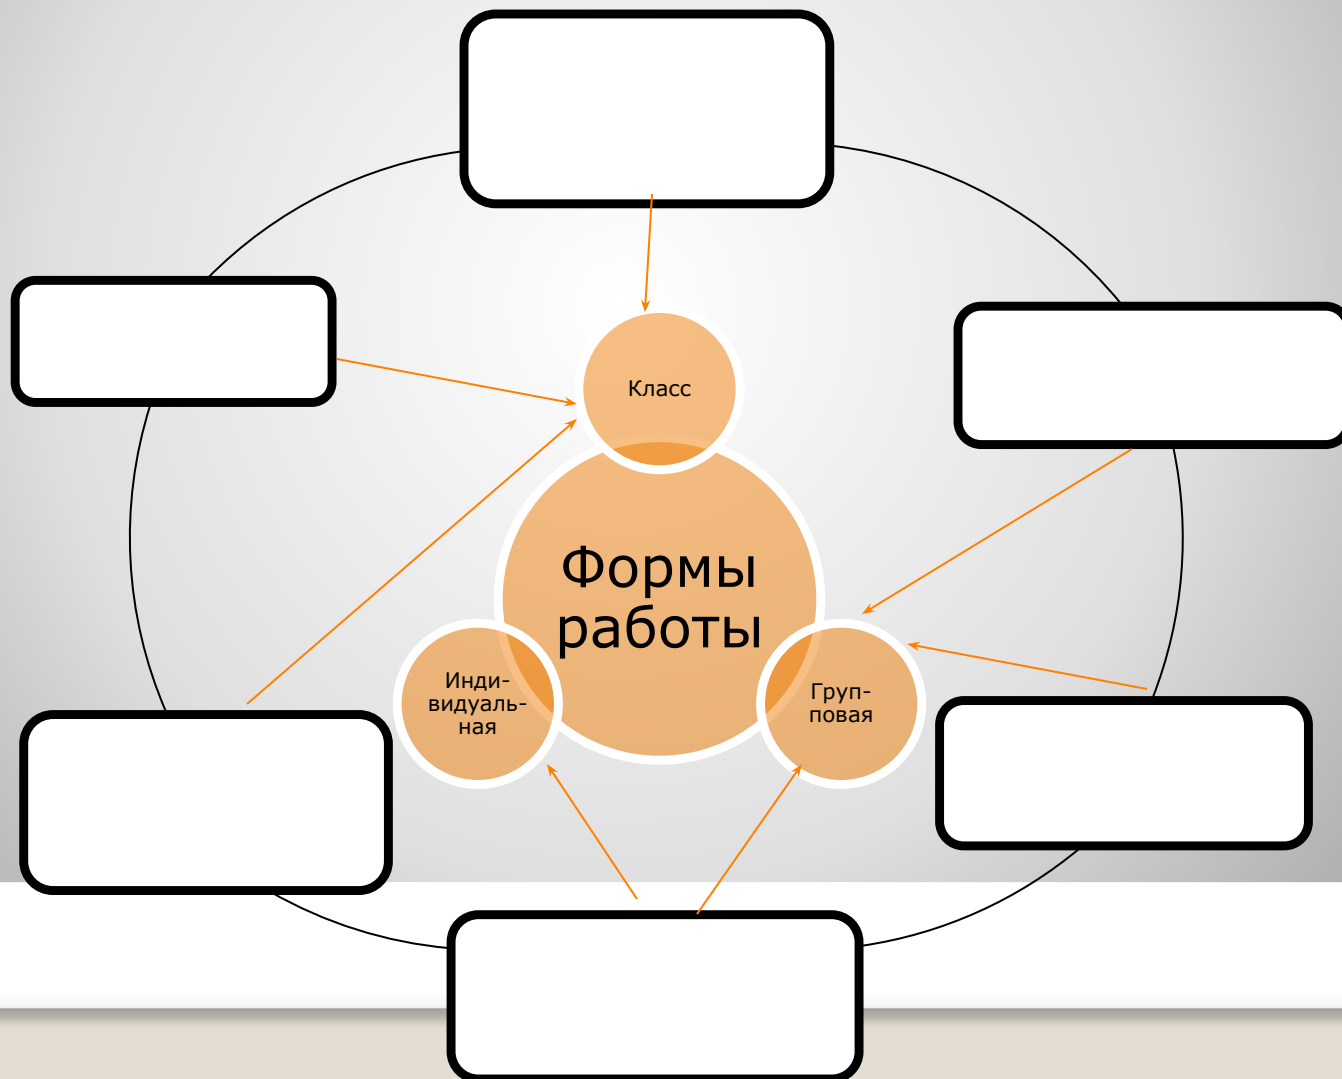 Класс
Формы
работы
Инди-
видуаль-
ная
Груп-
повая